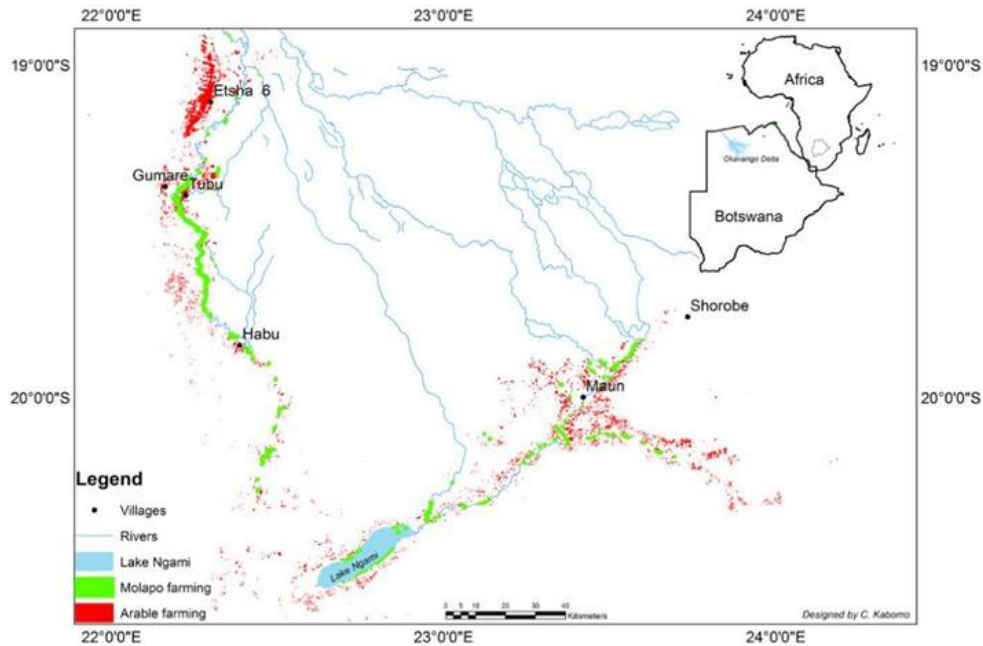 22°0'0"E 23°0'0"E 24°0'0"E
19°0'0"S 19°0'0"S
Africa
Etsha 6
Okavango Delta
Gumare
Tubu
Botswana
Shorobe
Habu
Maun
20°0'0"S 20°0'0"S
Legend
Villages
Rivers
Lake Ngami
Molapo farming
Arable farming
Lake Ngami
0 5 10 20 30 40
Kilometers
Designed by C. Kabomo
22°0'0"E 23°0'0"E 24°0'0"E